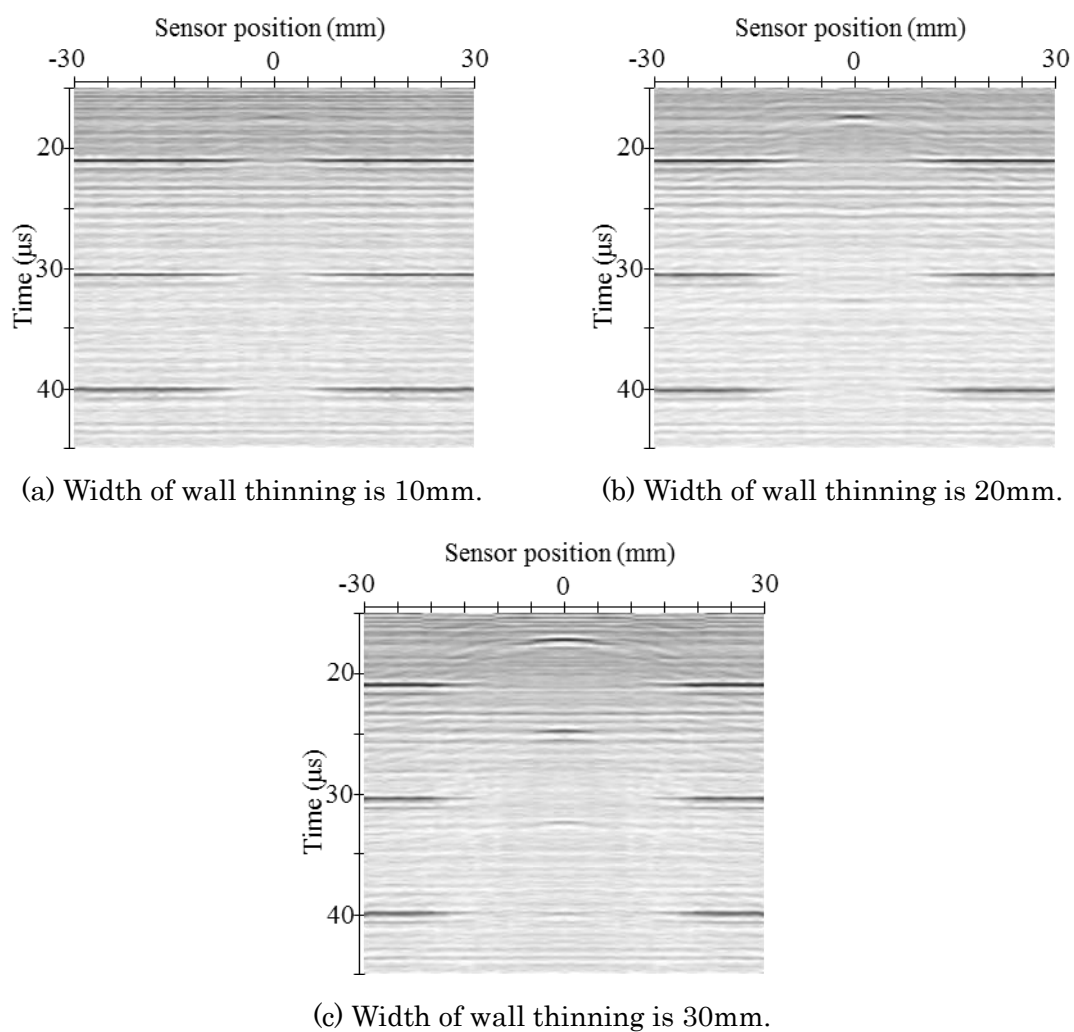 Sensor position (mm)
-30 0 30
20
30
40
Time (μs)
(a) Width of wall thinning is 10mm.
Sensor position (mm)
-30 0 30
20
30
40
Time (μs)
(b) Width of wall thinning is 20mm.
Sensor position (mm)
-30 0 30
20
30
40
Time (μs)
(c) Width of wall thinning is 30mm.